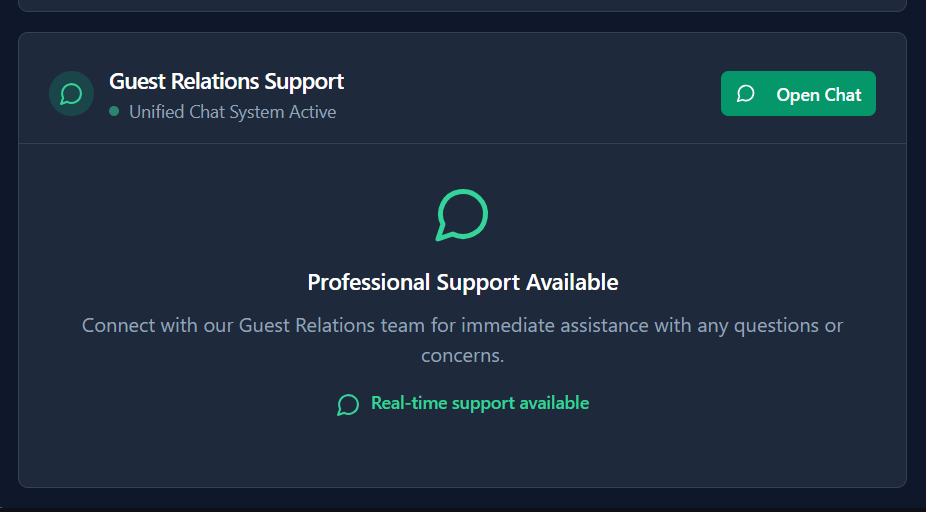 Guest Relations Support
Unified Chat System Active
Open Chat
Professional Support Available
Connect with our Guest Relations team for immediate assistance with any questions or
concerns.
Real-time support available